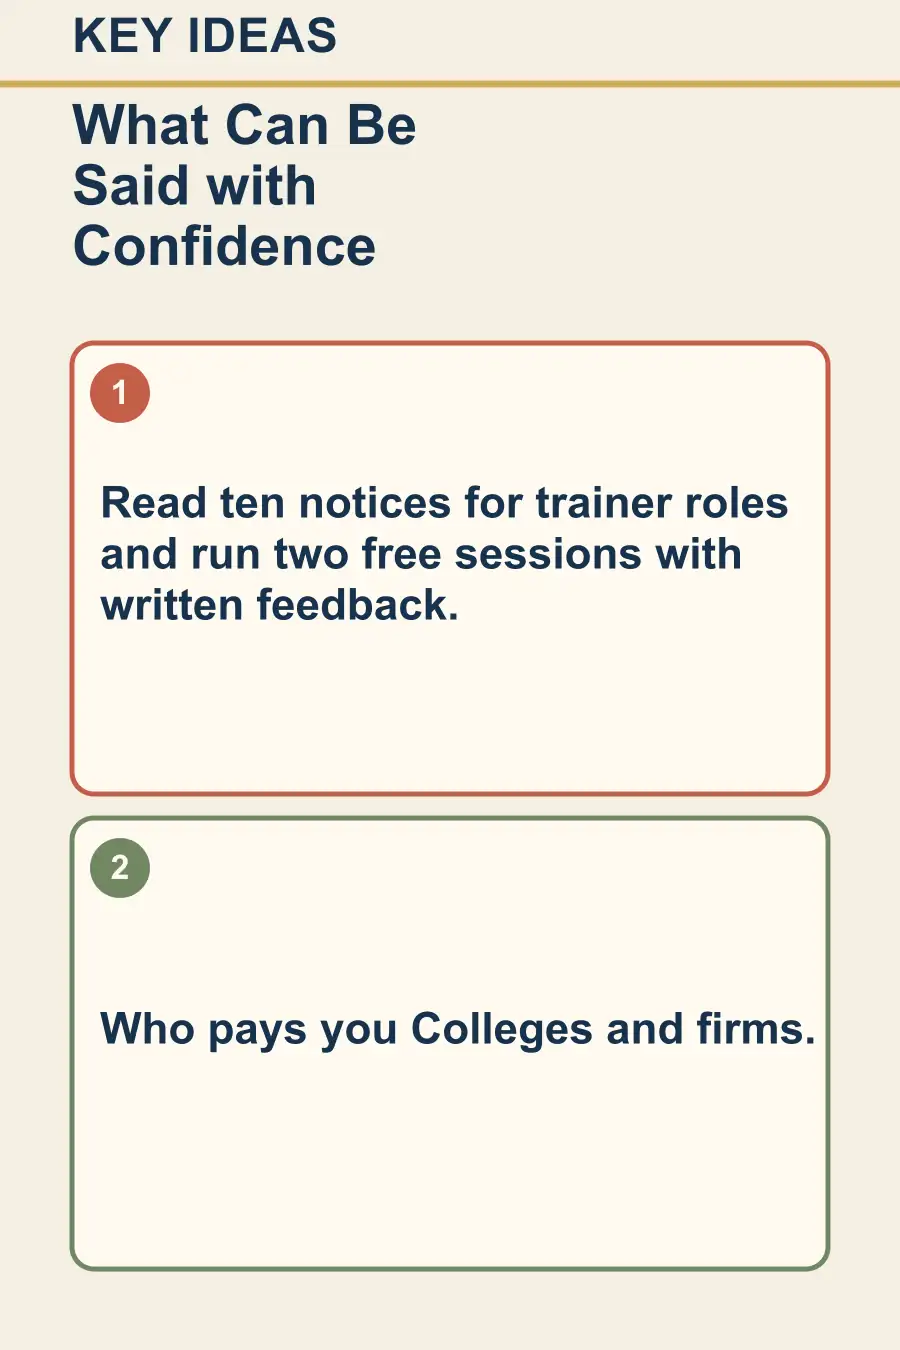 KEY IDEAS
What Can Be
Said with
Confidence
1
Read ten notices for trainer roles
and run two free sessions with
written feedback.
2
Who pays you Colleges and firms.